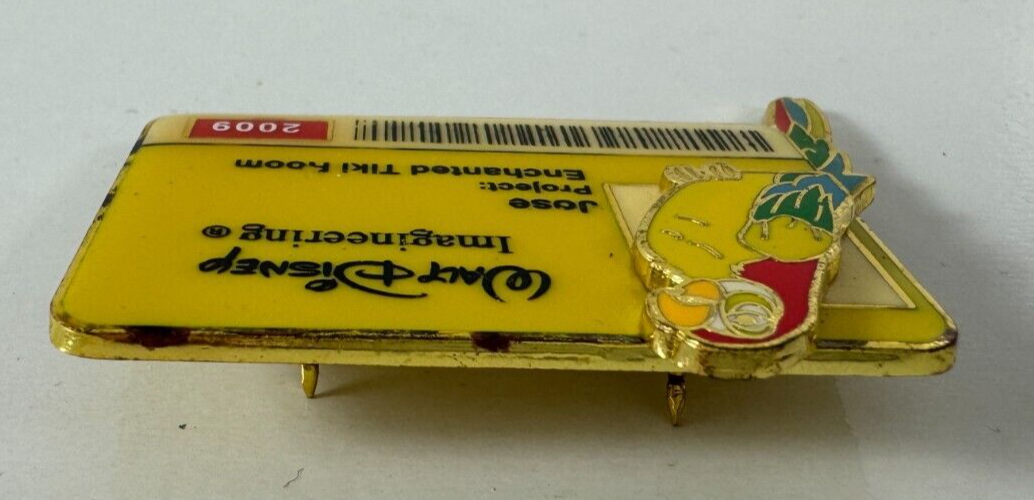 WALT DISNEY
Imagineering ®
Jose
Project:
Enchanted Tiki Room
2009